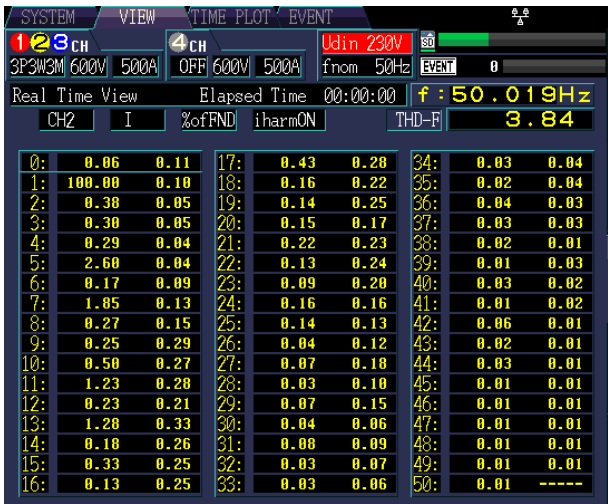 SYSTEM VIEW TIME PLOT EVENT
1 2 3 CH 4 CH Udin 230V SD
3P3W3M 600V 500A OFF 600V 500A fnom 50Hz EVENT 0
Real Time View Elapsed Time 00:00:00 f:50.019Hz
CH2 I %ofFND iharmON THD-F 3.84
0: 0.06 0.11 17: 0.43 0.28 34: 0.03 0.04
1: 100.00 0.10 18: 0.16 0.22 35: 0.02 0.04
2: 0.38 0.05 19: 0.14 0.25 36: 0.04 0.03
3: 0.30 0.05 20: 0.15 0.17 37: 0.03 0.03
4: 0.29 0.04 21: 0.22 0.23 38: 0.02 0.01
5: 2.60 0.04 22: 0.13 0.24 39: 0.01 0.03
6: 0.17 0.09 23: 0.09 0.20 40: 0.03 0.02
7: 1.85 0.13 24: 0.16 0.16 41: 0.01 0.02
8: 0.27 0.15 25: 0.14 0.13 42: 0.06 0.01
9: 0.25 0.29 26: 0.04 0.12 43: 0.02 0.01
10: 0.50 0.27 27: 0.07 0.18 44: 0.03 0.01
11: 1.23 0.28 28: 0.03 0.10 45: 0.01 0.01
12: 0.23 0.21 29: 0.07 0.15 46: 0.01 0.01
13: 1.28 0.33 30: 0.04 0.06 47: 0.01 0.01
14: 0.18 0.26 31: 0.08 0.09 48: 0.01 0.01
15: 0.33 0.25 32: 0.03 0.07 49: 0.01 0.01
16: 0.13 0.25 33: 0.03 0.06 50: 0.01 -----